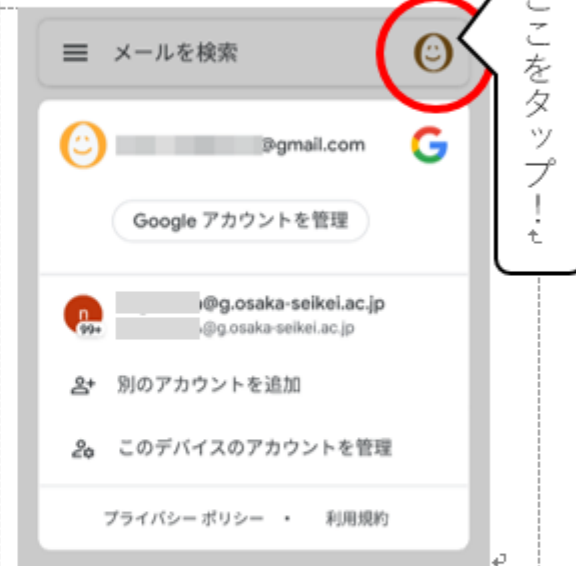 メールを検索
ここをタップ！
@gmail.com
Google アカウントを管理
n
99+
@g.osaka-seikei.ac.jp
@g.osaka-seikei.ac.jp
別のアカウントを追加
このデバイスのアカウントを管理
プライバシー ポリシー ・ 利用規約